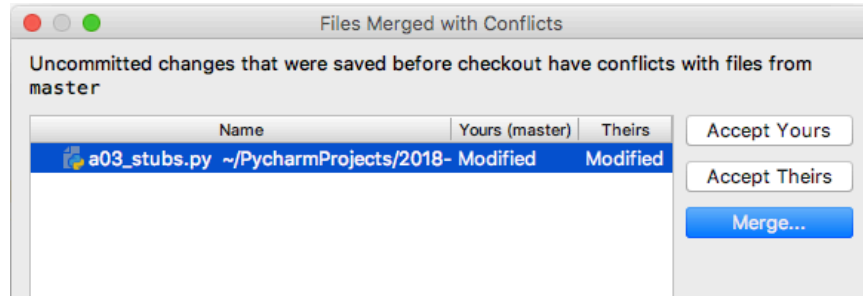 Files Merged with Conflicts
Uncommitted changes that were saved before checkout have conflicts with files from
master
Name Yours (master) Theirs
a03_stubs.py ~/PycharmProjects/2018- Modified Modified
Accept Yours
Accept Theirs
Merge...